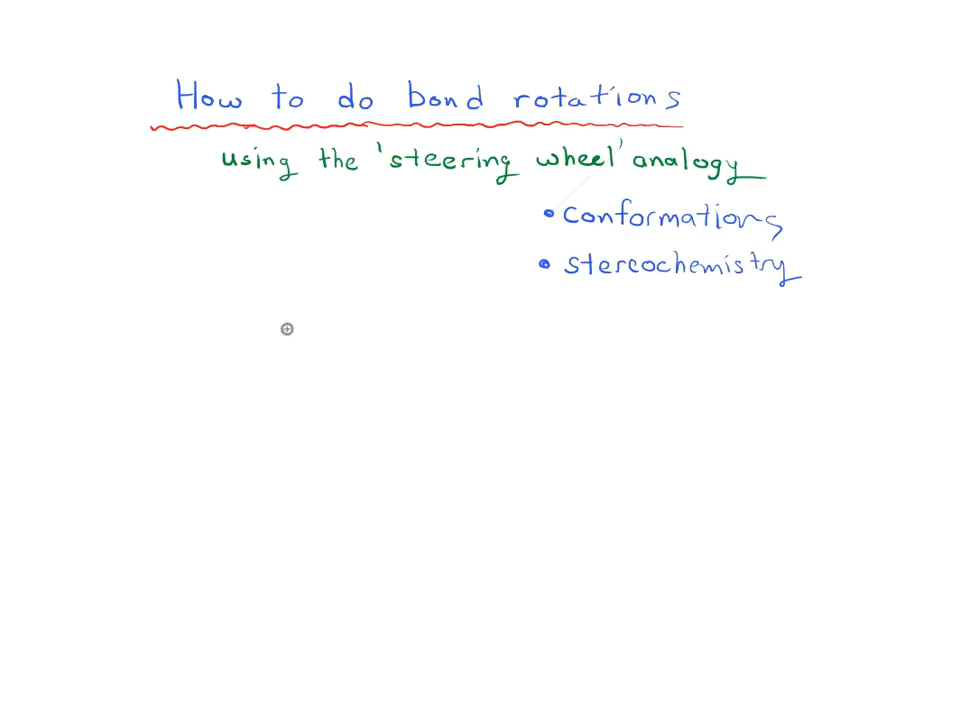 How to do bond rotations
using the 'steering wheel' analogy
• conformations
• stereochemistry